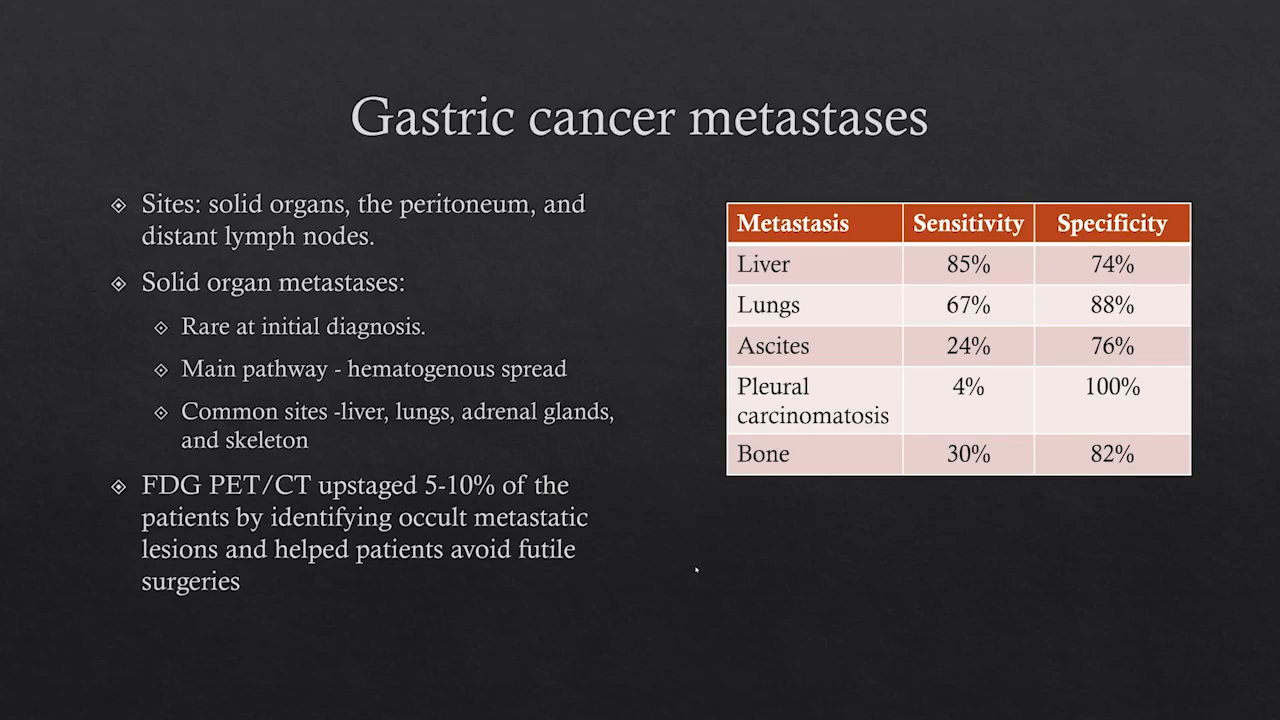 Gastric cancer metastases
Sites: solid organs, the peritoneum, and
distant lymph nodes.
Solid organ metastases:
Rare at initial diagnosis.
Main pathway - hematogenous spread
Common sites -liver, lungs, adrenal glands,
and skeleton
FDG PET/CT upstaged 5-10% of the
patients by identifying occult metastatic
lesions and helped patients avoid futile
surgeries
Metastasis Sensitivity Specificity
Liver 85% 74%
Lungs 67% 88%
Ascites 24% 76%
Pleural 4% 100%
carcinomatosis
Bone 30% 82%